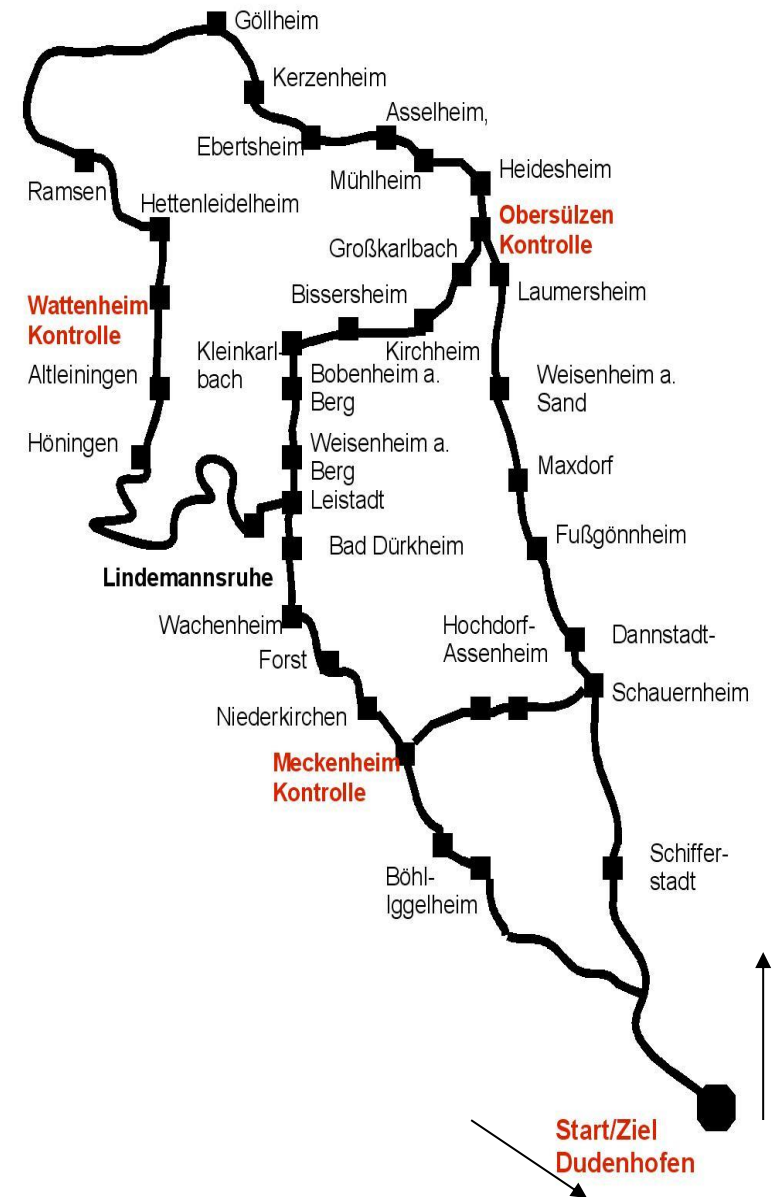 Göllheim
Kerzenheim
Asselheim,
Ebertsheim
Mühlheim
Heidesheim
Ramsen
Hettenleidelheim
Obersülzen
Kontrolle
Großkarlbach
Laumersheim
Bissersheim
Wattenheim
Kontrolle
Kirchheim
Kleinkarl-
bach
Altleiningen
Bobenheim a.
Berg
Weisenheim a.
Sand
Höningen
Weisenheim a.
Berg
Maxdorf
Leistadt
Fußgönnheim
Bad Dürkheim
Lindemannsruhe
Wachenheim
Hochdorf-
Assenheim
Dannstadt-
Schauernheim
Forst
Niederkirchen
Meckenheim
Kontrolle
Schiffer-
stadt
Böhl-
Iggelheim
Start/Ziel
Dudenhofen